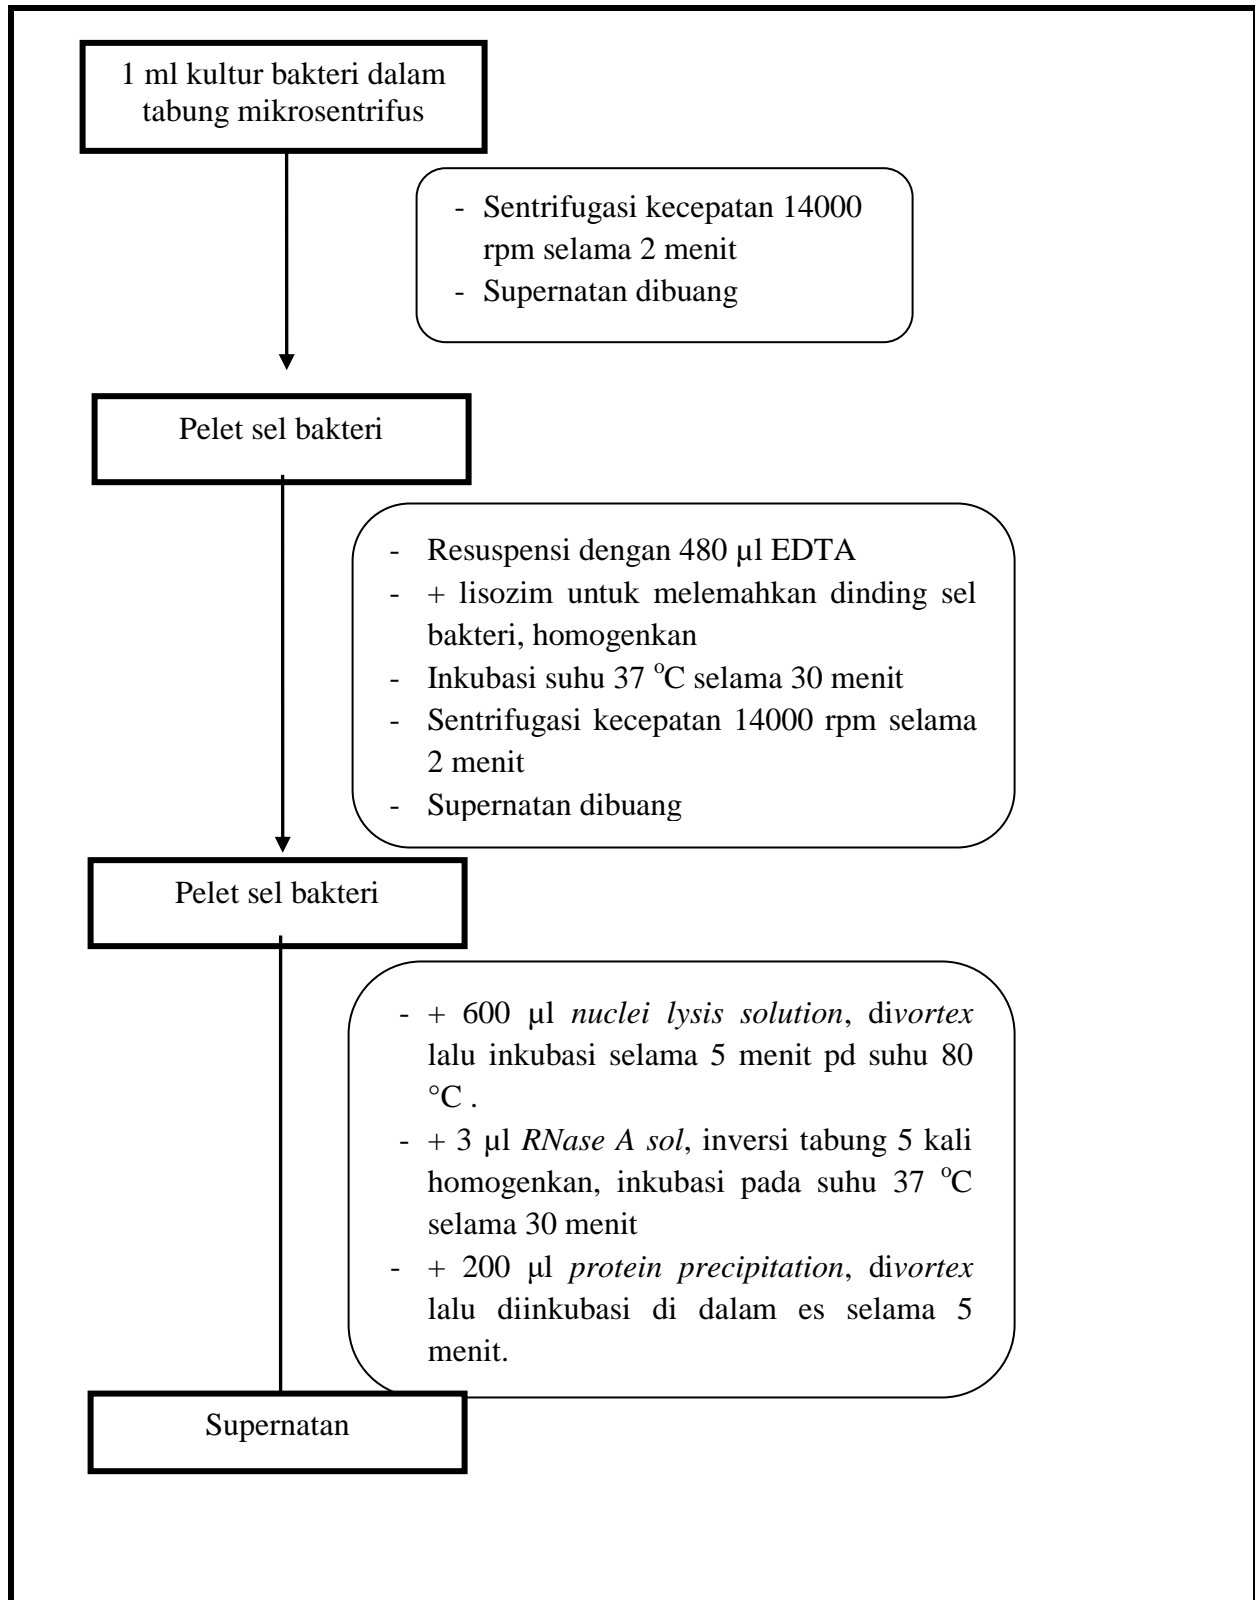 1 ml kultur bakteri dalam
tabung mikrosentrifus
- Sentrifugasi kecepatan 14000
rpm selama 2 menit
- Supernatan dibuang
Pelet sel bakteri
- Resuspensi dengan 480 µl EDTA
- + lisozim untuk melemahkan dinding sel
bakteri, homogenkan
- Inkubasi suhu 37 °C selama 30 menit
- Sentrifugasi kecepatan 14000 rpm selama
2 menit
- Supernatan dibuang
Pelet sel bakteri
- + 600 µl nuclei lysis solution, divortex
lalu inkubasi selama 5 menit pd suhu 80
°C .
- + 3 µl RNase A sol, inversi tabung 5 kali
homogenkan, inkubasi pada suhu 37 °C
selama 30 menit
- + 200 µl protein precipitation, divortex
lalu diinkubasi di dalam es selama 5
menit.
Supernatan